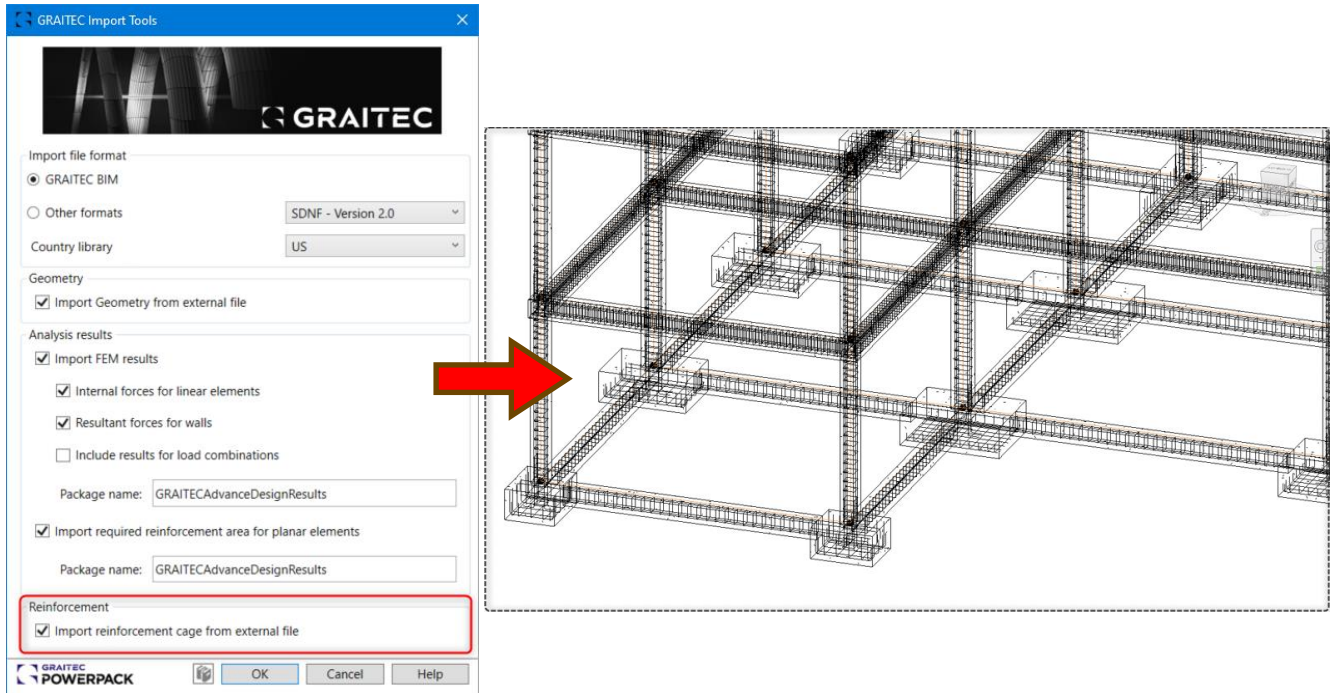 GRAITEC Import Tools
GRAITEC
Import file format
GRAITEC BIM
Other formats
SDNF - Version 2.0
Country library
US
Geometry
Import Geometry from external file
Analysis results
Import FEM results
Internal forces for linear elements
Resultant forces for walls
Include results for load combinations
Package name: GRAITECAdvanceDesignResults
Import required reinforcement area for planar elements
Package name: GRAITECAdvanceDesignResults
Reinforcement
Import reinforcement cage from external file
GRAITEC
POWERPACK
OK
Cancel
Help